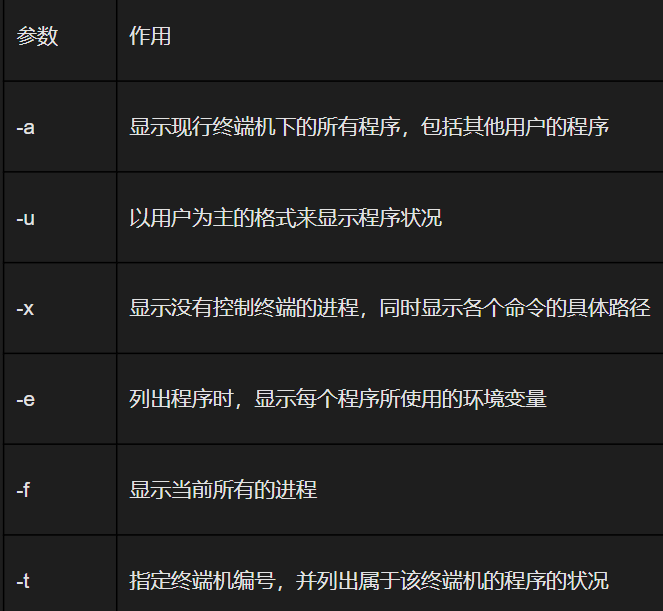 参数 作用
-a 显示现行终端机下的所有程序，包括其他用户的程序
-u 以用户为主的格式来显示程序状况
-x 显示没有控制终端的进程，同时显示各个命令的具体路径
-e 列出程序时，显示每个程序所使用的环境变量
-f 显示当前所有的进程
-t 指定终端机编号，并列出属于该终端机的程序的状况